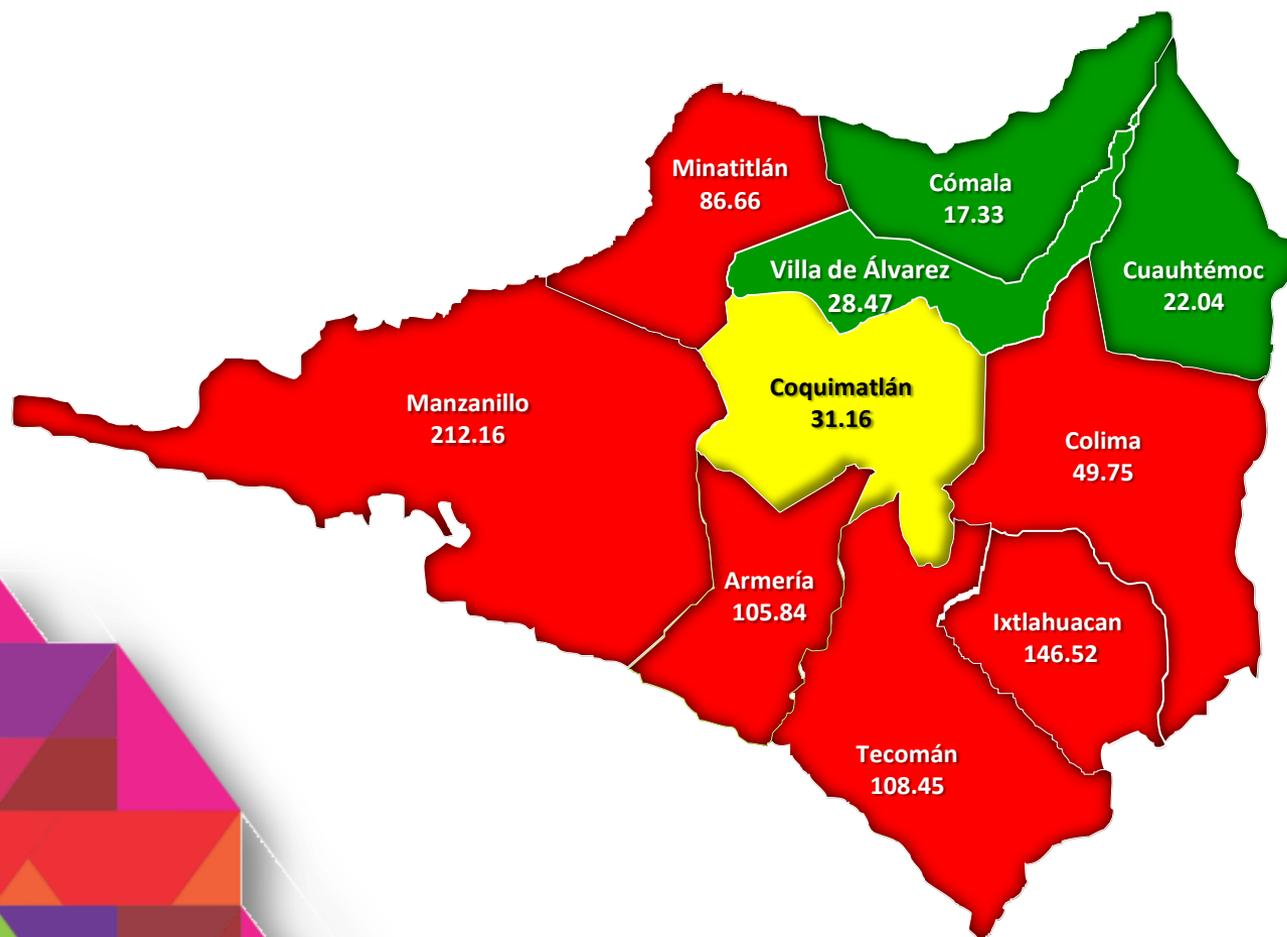 Minatitlán
86.66
Cómala
17.33
Villa de Álvarez
28.47
Cuauhtémoc
22.04
Coquimatlán
31.16
Manzanillo
212.16
Colima
49.75
Armería
105.84
Ixtlahuacan
146.52
Tecomán
108.45